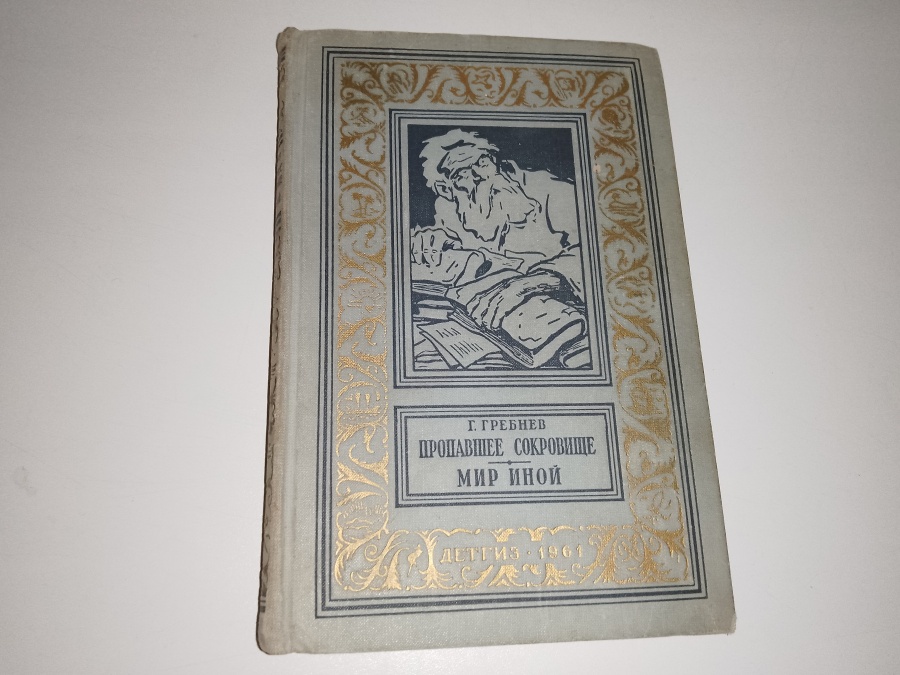 Г. ГРЕБНЕВ
ПРОПАВШЕЕ СОКРОВИЩЕ
МИР ИНОЙ
ДЕТГИЗ · 1961